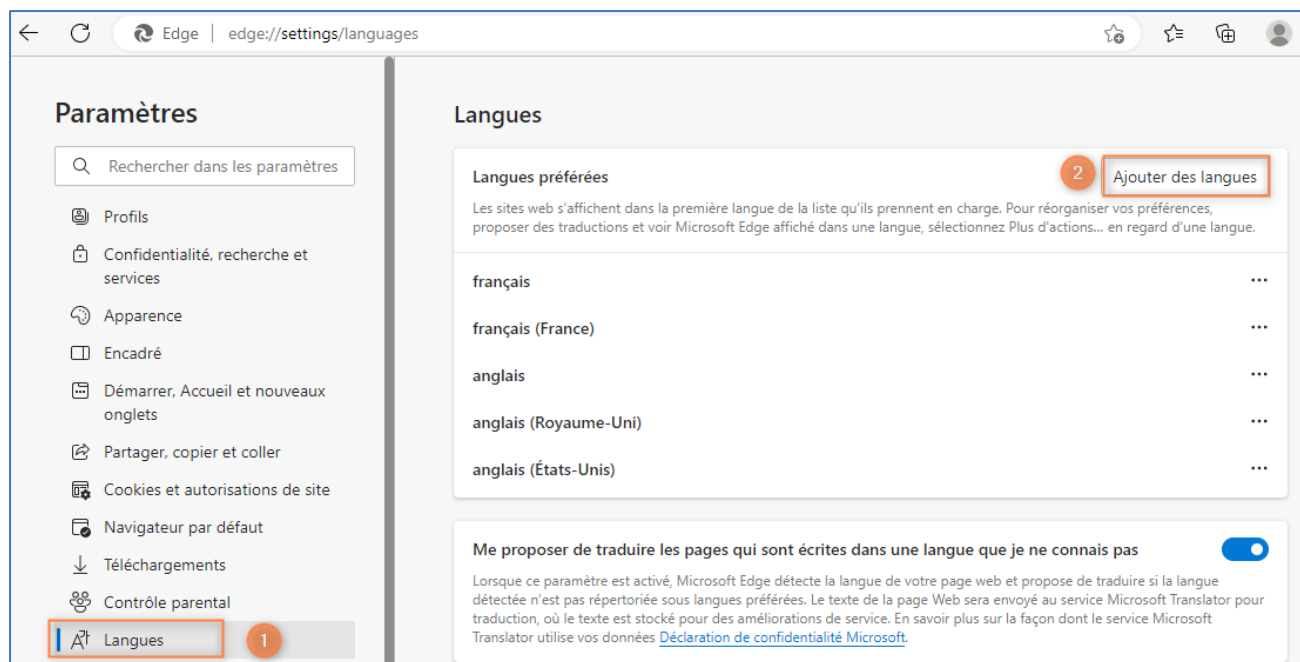 Edge | edge://settings/languages
Paramètres
Rechercher dans les paramètres
Profils
Confidentialité, recherche et
services
Apparence
Encadré
Démarrer, Accueil et nouveaux
onglets
Partager, copier et coller
Cookies et autorisations de site
Navigateur par défaut
Téléchargements
Contrôle parental
Langues
1
Langues
Langues préférées
2
Ajouter des langues
Les sites web s'affichent dans la première langue de la liste qu'ils prennent en charge. Pour réorganiser vos préférences,
proposer des traductions et voir Microsoft Edge affiché dans une langue, sélectionnez Plus d'actions... en regard d'une langue.
français
français (France)
anglais
anglais (Royaume-Uni)
anglais (États-Unis)
Me proposer de traduire les pages qui sont écrites dans une langue que je ne connais pas
Lorsque ce paramètre est activé, Microsoft Edge détecte la langue de votre page web et propose de traduire si la langue
détectée n'est pas répertoriée sous langues préférées. Le texte de la page Web sera envoyé au service Microsoft Translator pour
traduction, où le texte est stocké pour des améliorations de service. En savoir plus sur la façon dont le service Microsoft
Translator utilise vos données Déclaration de confidentialité Microsoft.